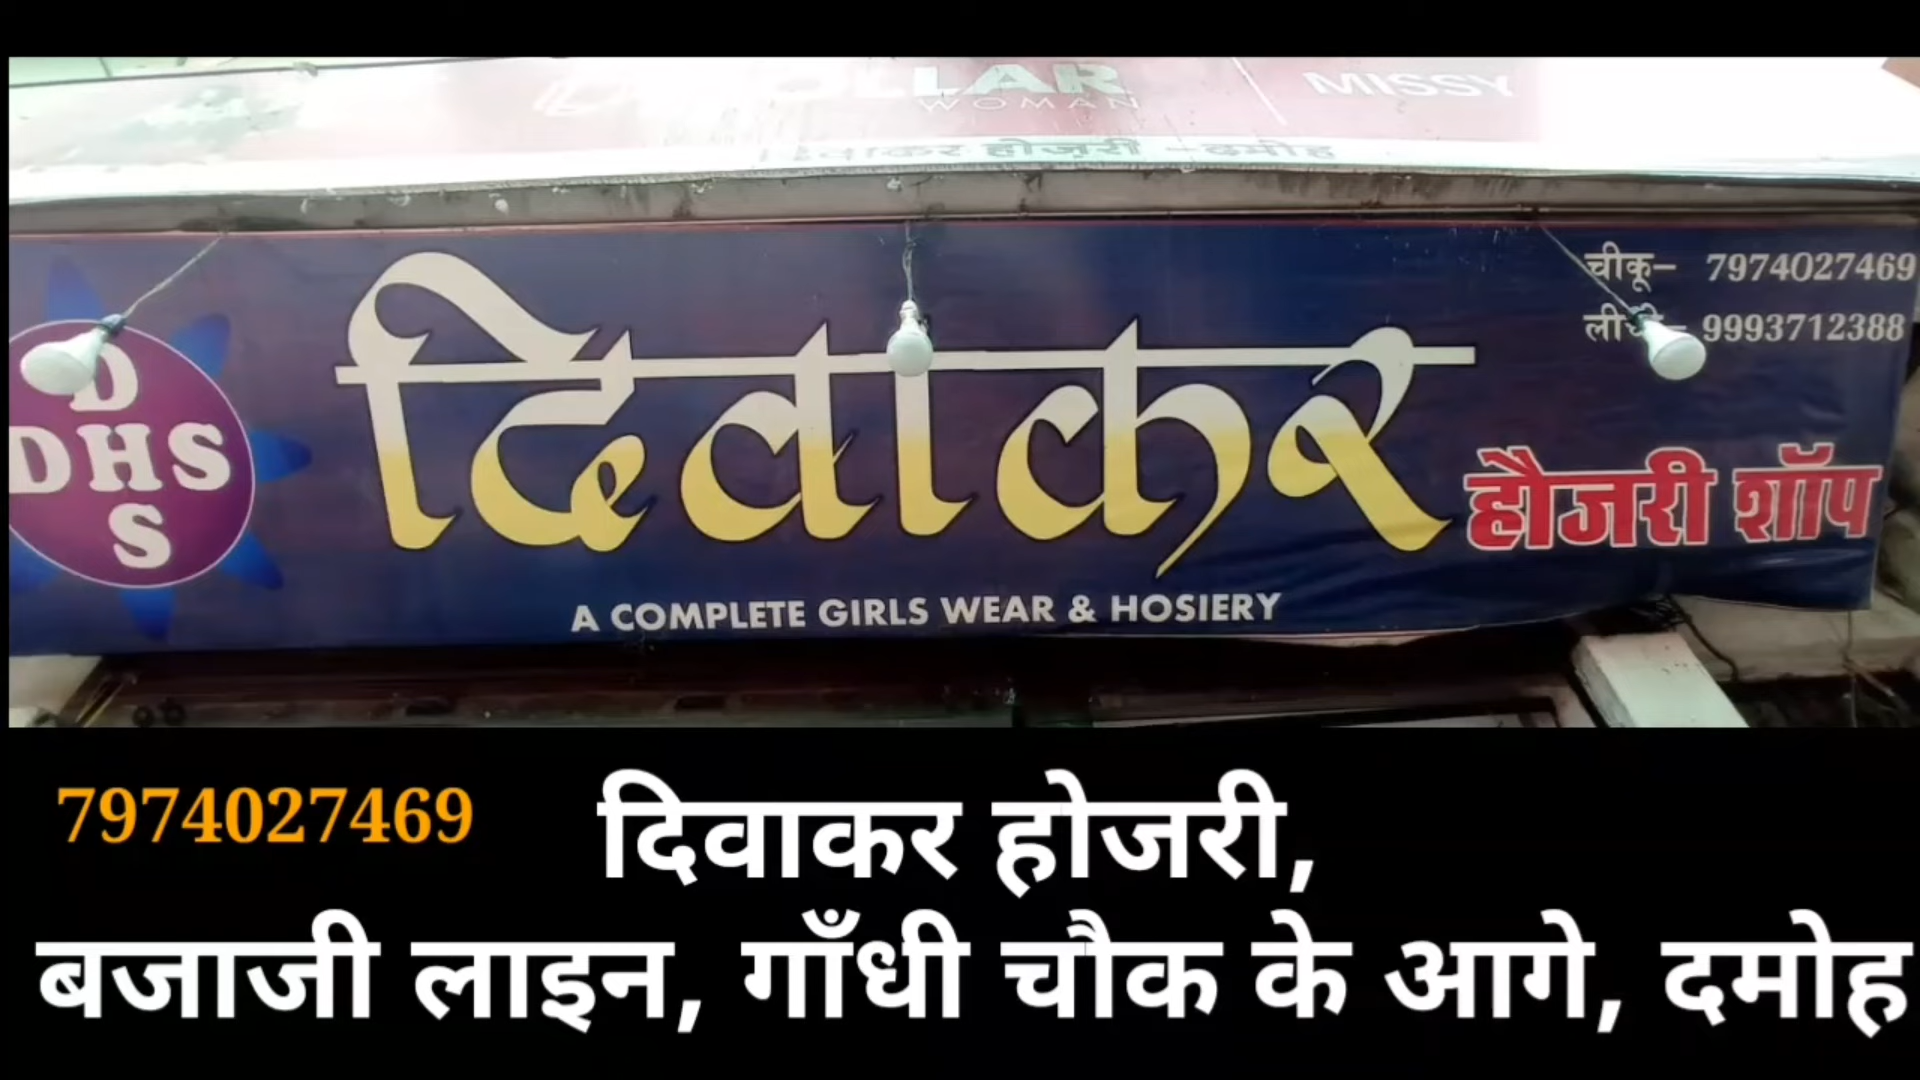 LLAR
WOMAN
MISSY
दिवाकर होज़री - दमोह
चीकू- 7974027469
9993712388
D
DHS
S
दिवाकर
हौजरी शॉप
A COMPLETE GIRLS WEAR & HOSIERY
7974027469
दिवाकर होजरी,
बजाजी लाइन, गाँधी चौक के आगे, दमोह